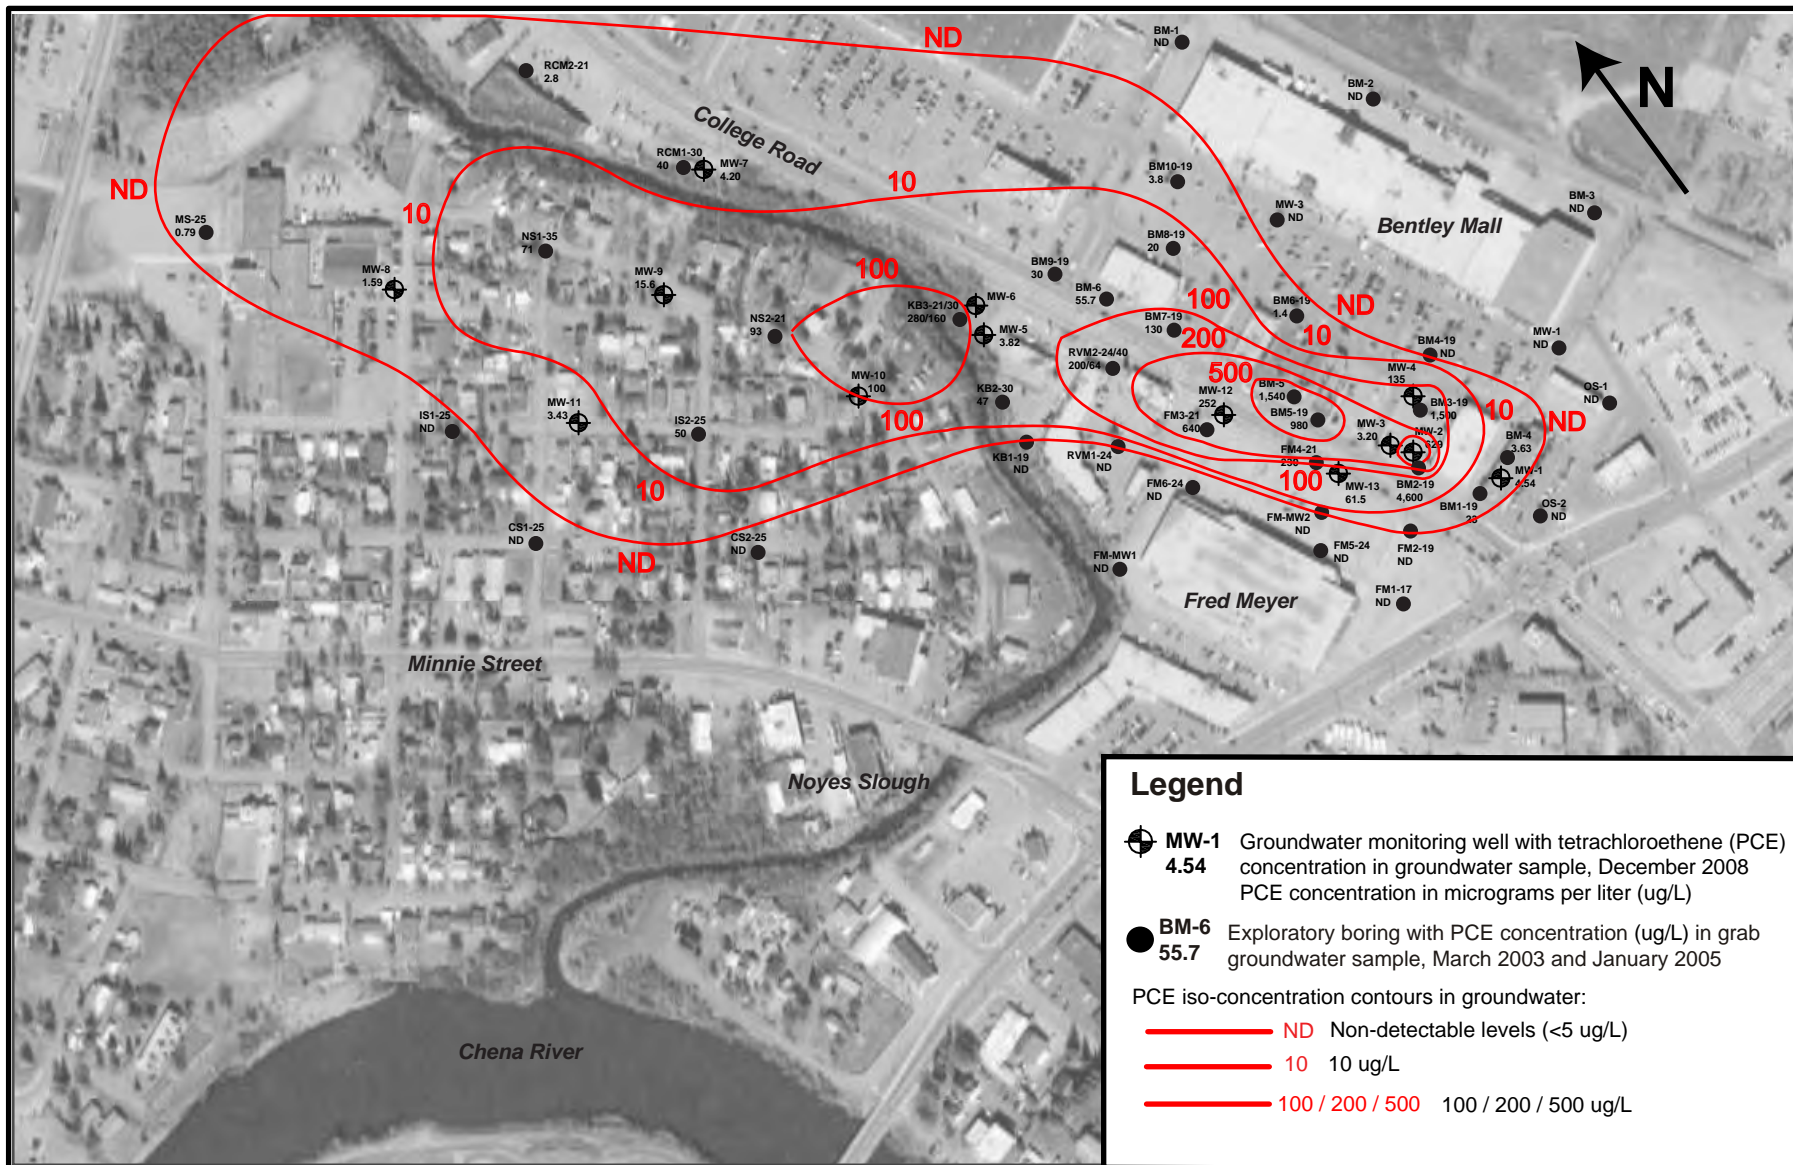 ND
BM-1
ND
N
RCM2-21
2.8
BM-2
ND
College Road
RCM1-30
40
MW-7
4.20
BM10-19
3.8
ND
10
10
BM-3
ND
MS-25
0.79
MW-3
ND
Bentley Mall
NS1-35
71
BM8-19
20
MW-8
1.59
MW-9
15.6
100
BM9-19
30
BM-6
55.7
100
MW-6
KB3-21/30
280/160
BM6-19
1.4
ND
NS2-21
93
MW-5
3.82
BM7-19
130
200
10
MW-1
ND
RVM2-24/40
200/64
BM4-19
ND
500
MW-4
135
MW-10
100
KB2-30
47
MW-12
252
BM-5
1,540
OS-1
ND
MW-11
3.43
FM3-21
640
BM5-19
980
BM3-19
1,500
10
ND
IS1-25
ND
IS2-25
50
100
MW-3
3.20
MW-2
629
BM-4
3.63
KB1-19
ND
RVM1-24
ND
FM4-21
238
100
MW-13
61.5
BM2-19
4,600
MW-1
4.54
10
FM6-24
ND
BM1-19
23
OS-2
ND
FM-MW2
ND
CS1-25
ND
CS2-25
ND
ND
FM-MW1
ND
FM5-24
ND
FM2-19
ND
Fred Meyer
FM1-17
ND
Minnie Street
Noyes Slough
Chena River
Legend
MW-1
4.54
Groundwater monitoring well with tetrachloroethene (PCE)
concentration in groundwater sample, December 2008
PCE concentration in micrograms per liter (ug/L)
BM-6
55.7
Exploratory boring with PCE concentration (ug/L) in grab
groundwater sample, March 2003 and January 2005
PCE iso-concentration contours in groundwater:
ND Non-detectable levels (<5 ug/L)
10 10 ug/L
100 / 200 / 500 100 / 200 / 500 ug/L